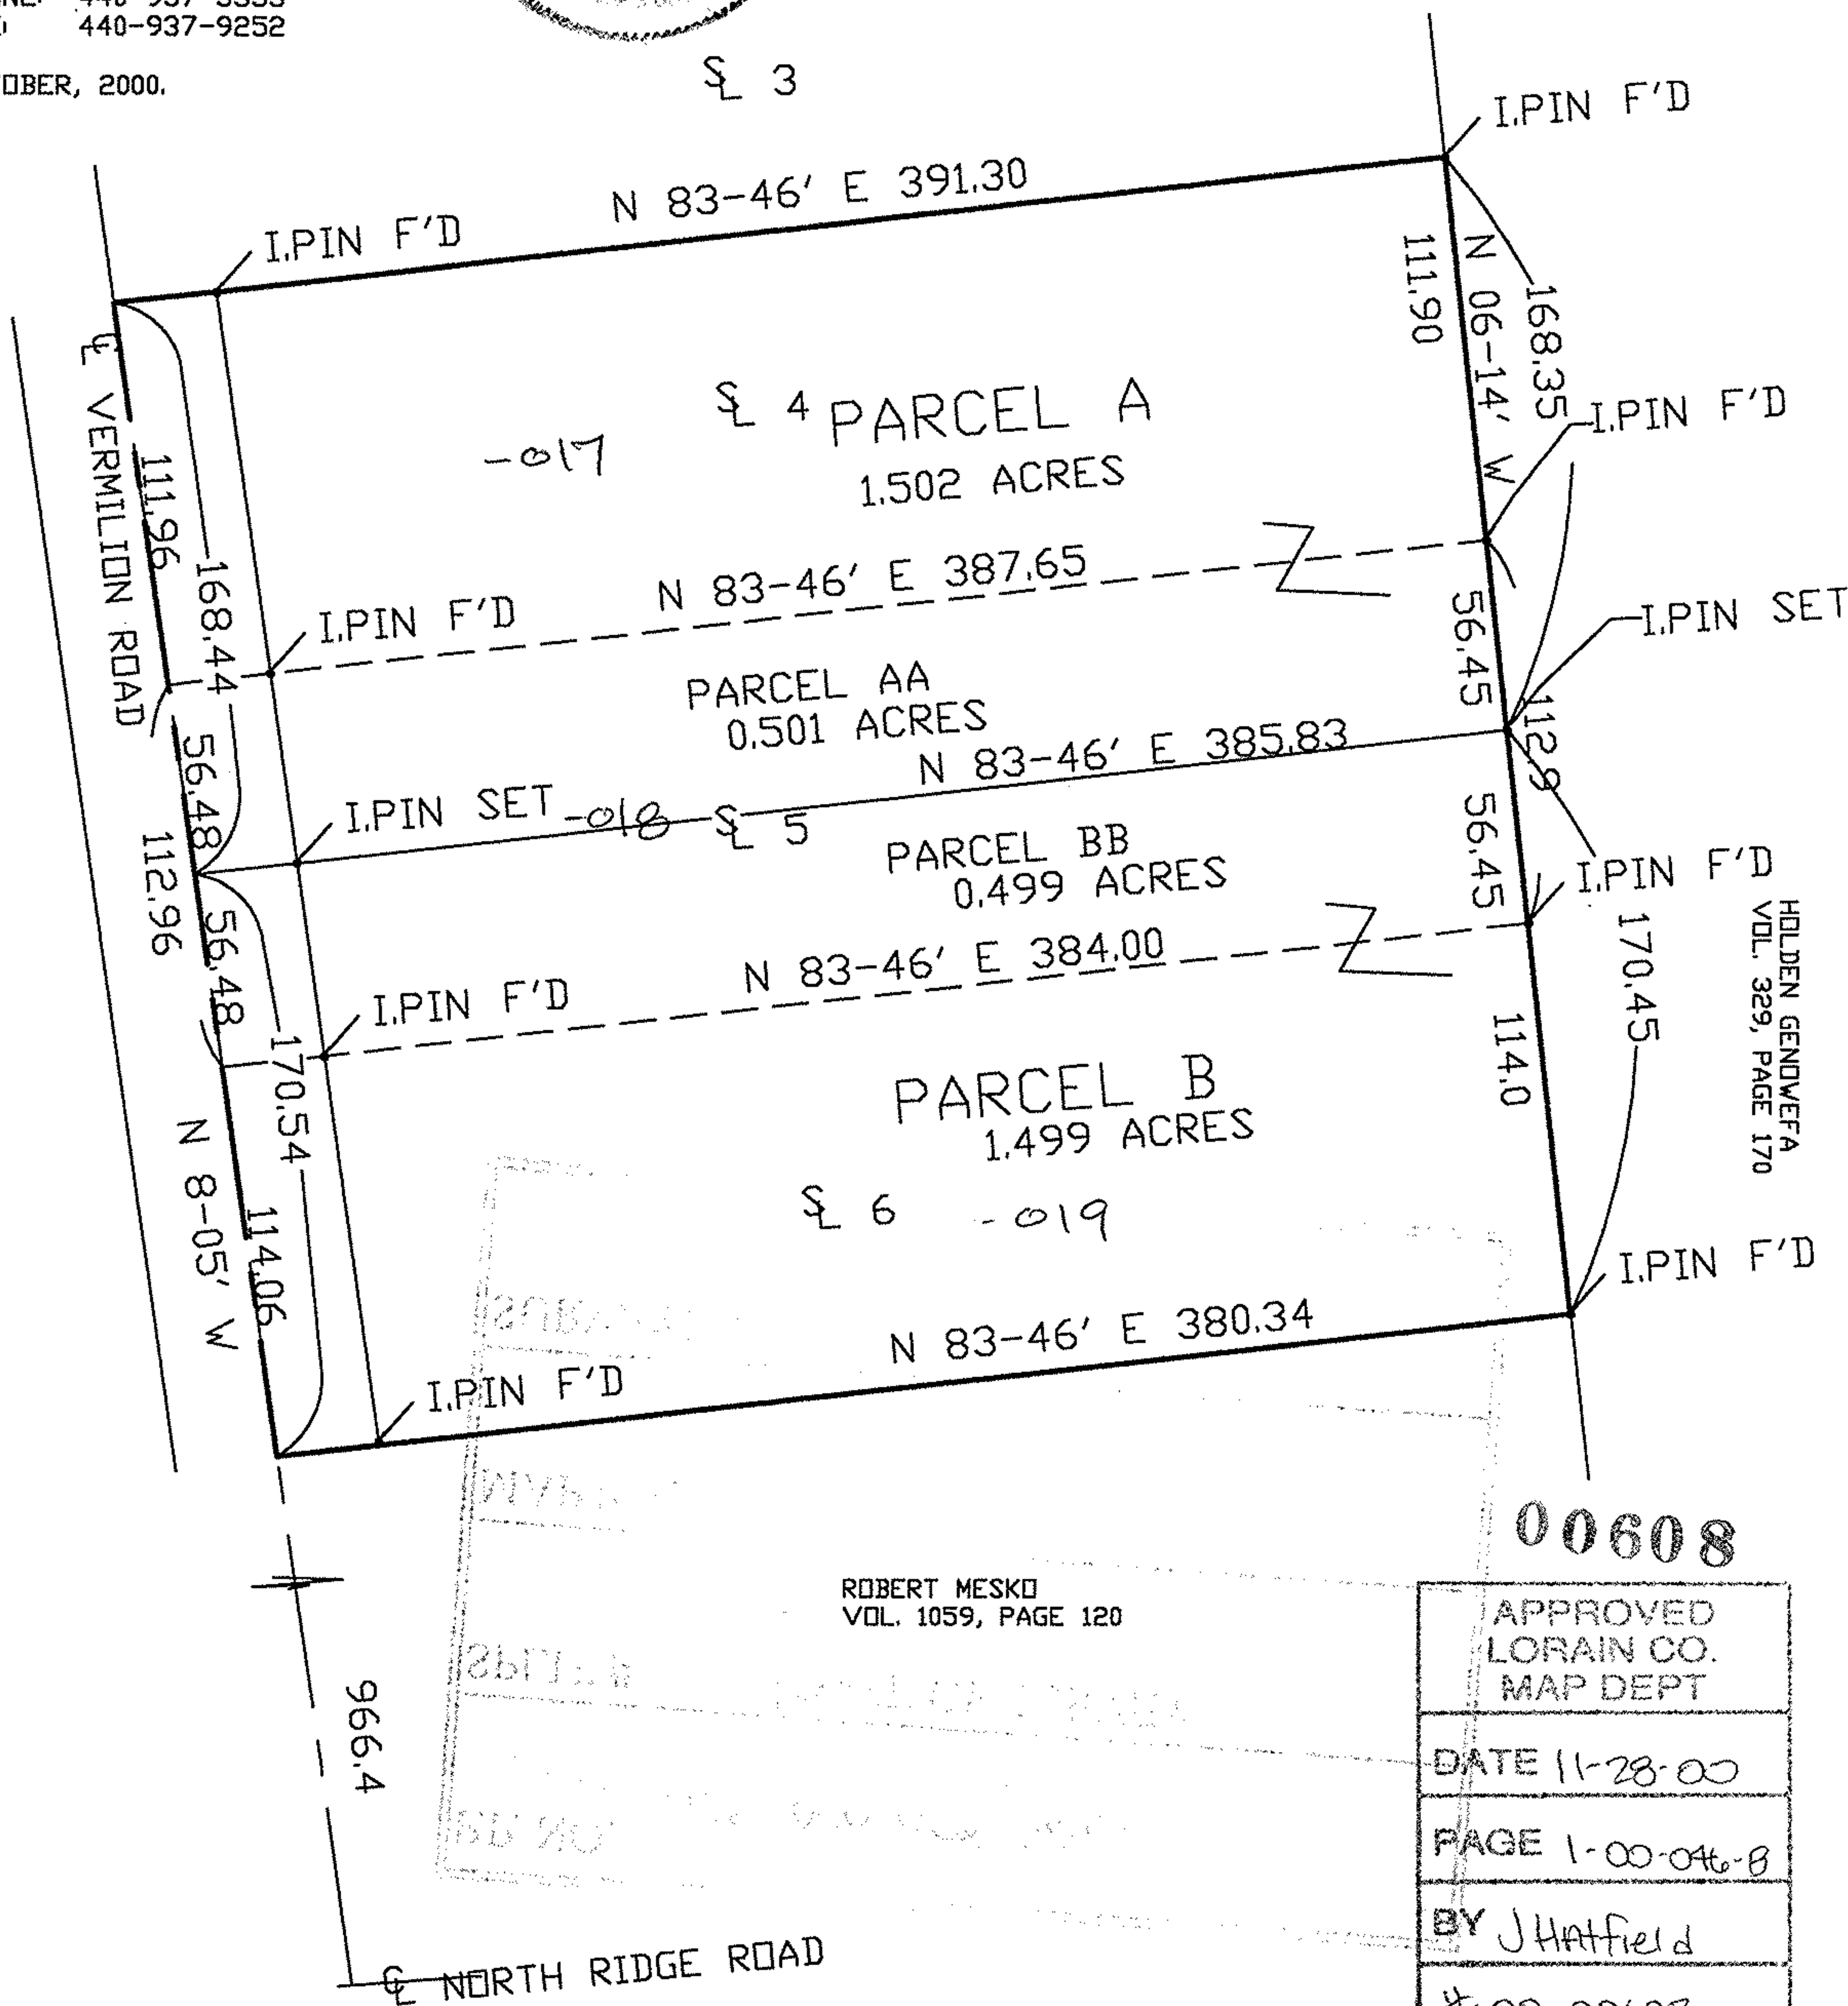 440-937-9252
OBER, 2000.
SL 3
I.PIN F'D
N 83-46' E 391.30
I.PIN F'D
111.90
N 06-14' W
168.35
CL VERMILION ROAD
111.96
168.44
SL 4 PARCEL A
1.502 ACRES
-017
I.PIN F'D
N 83-46' E 387.65
I.PIN F'D
56.45
I.PIN SET
PARCEL AA
0.501 ACRES
N 83-46' E 385.83
112.9
56.48
I.PIN SET
-018
SL 5
112.96
PARCEL BB
0.499 ACRES
56.45
I.PIN F'D
56.48
N 83-46' E 384.00
I.PIN F'D
170.45
HOLDEN GENOWEFA
VOL. 329, PAGE 170
114.0
170.54
PARCEL B
1.499 ACRES
N 8-05' W
114.06
SL 6
-019
I.PIN F'D
N 83-46' E 380.34
I.PIN F'D
00608
ROBERT MESKO
VOL. 1059, PAGE 120
966.4
APPROVED
LORAIN CO.
MAP DEPT
DATE 11-28-00
PAGE 1-00-046-B
BY J Hatfield
CL NORTH RIDGE ROAD